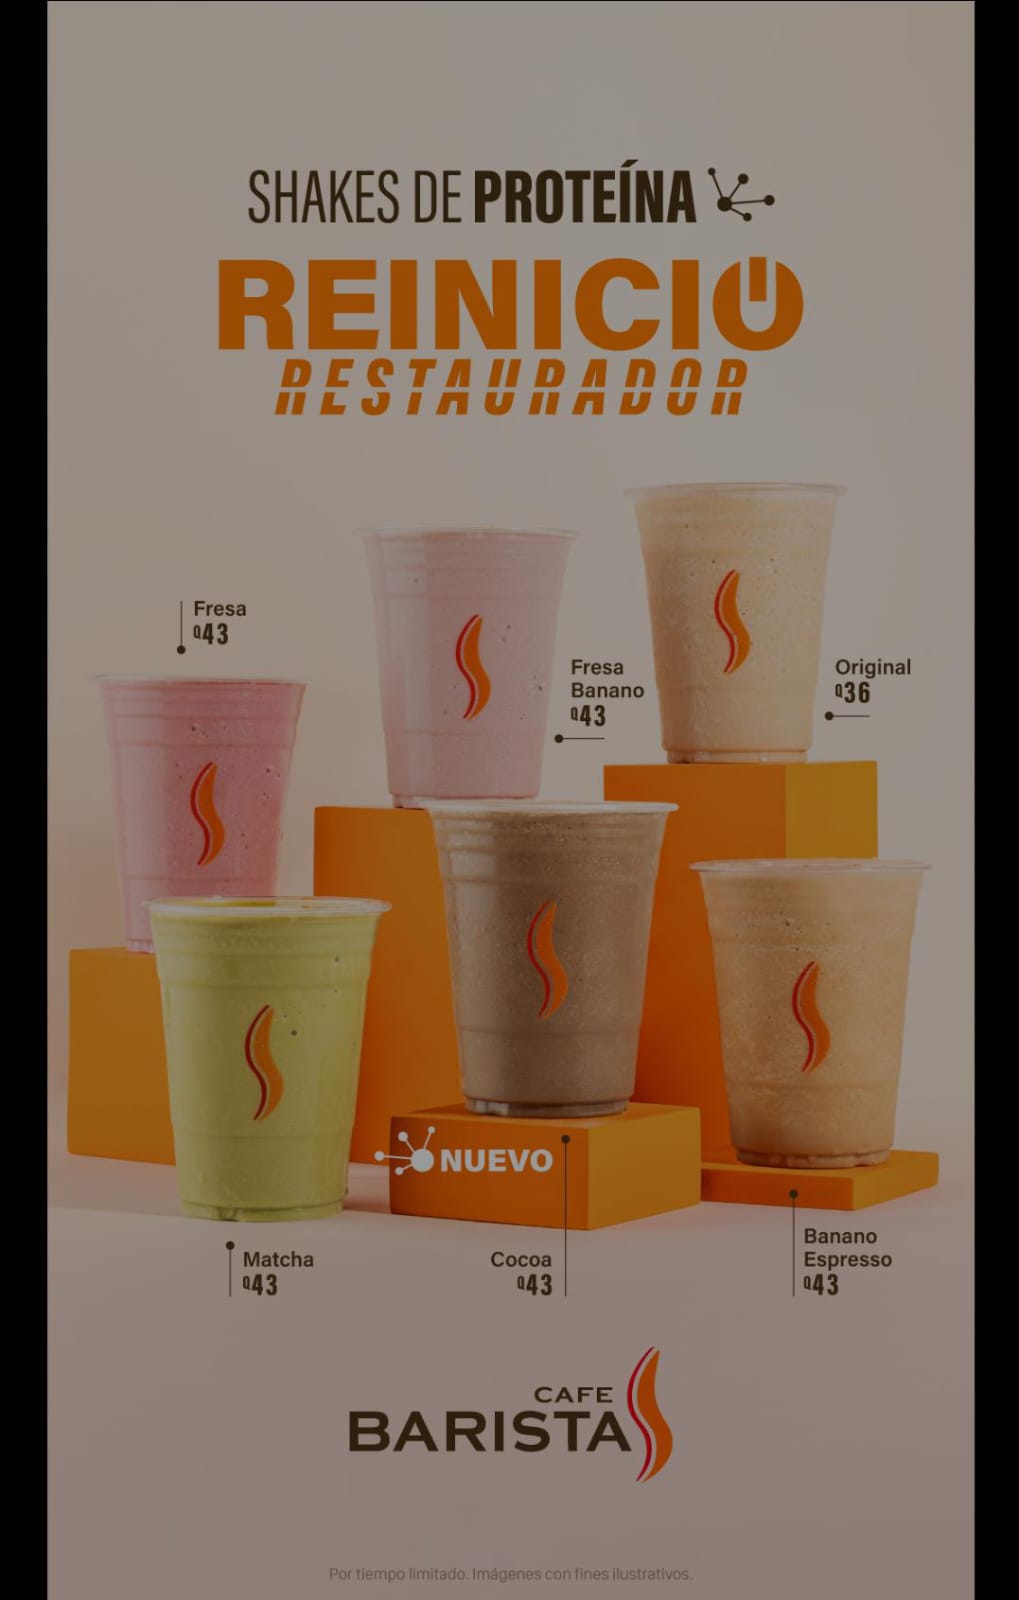 SHAKES DE PROTEÍNA
REINICIO
RESTAURADOR
Fresa
Q43
Fresa
Banano
Q43
Original
Q36
NUEVO
Matcha
Q43
Cocoa
Q43
Banano
Espresso
Q43
CAFE
BARISTA
Por tiempo limitado. Imágenes con fines ilustrativos.